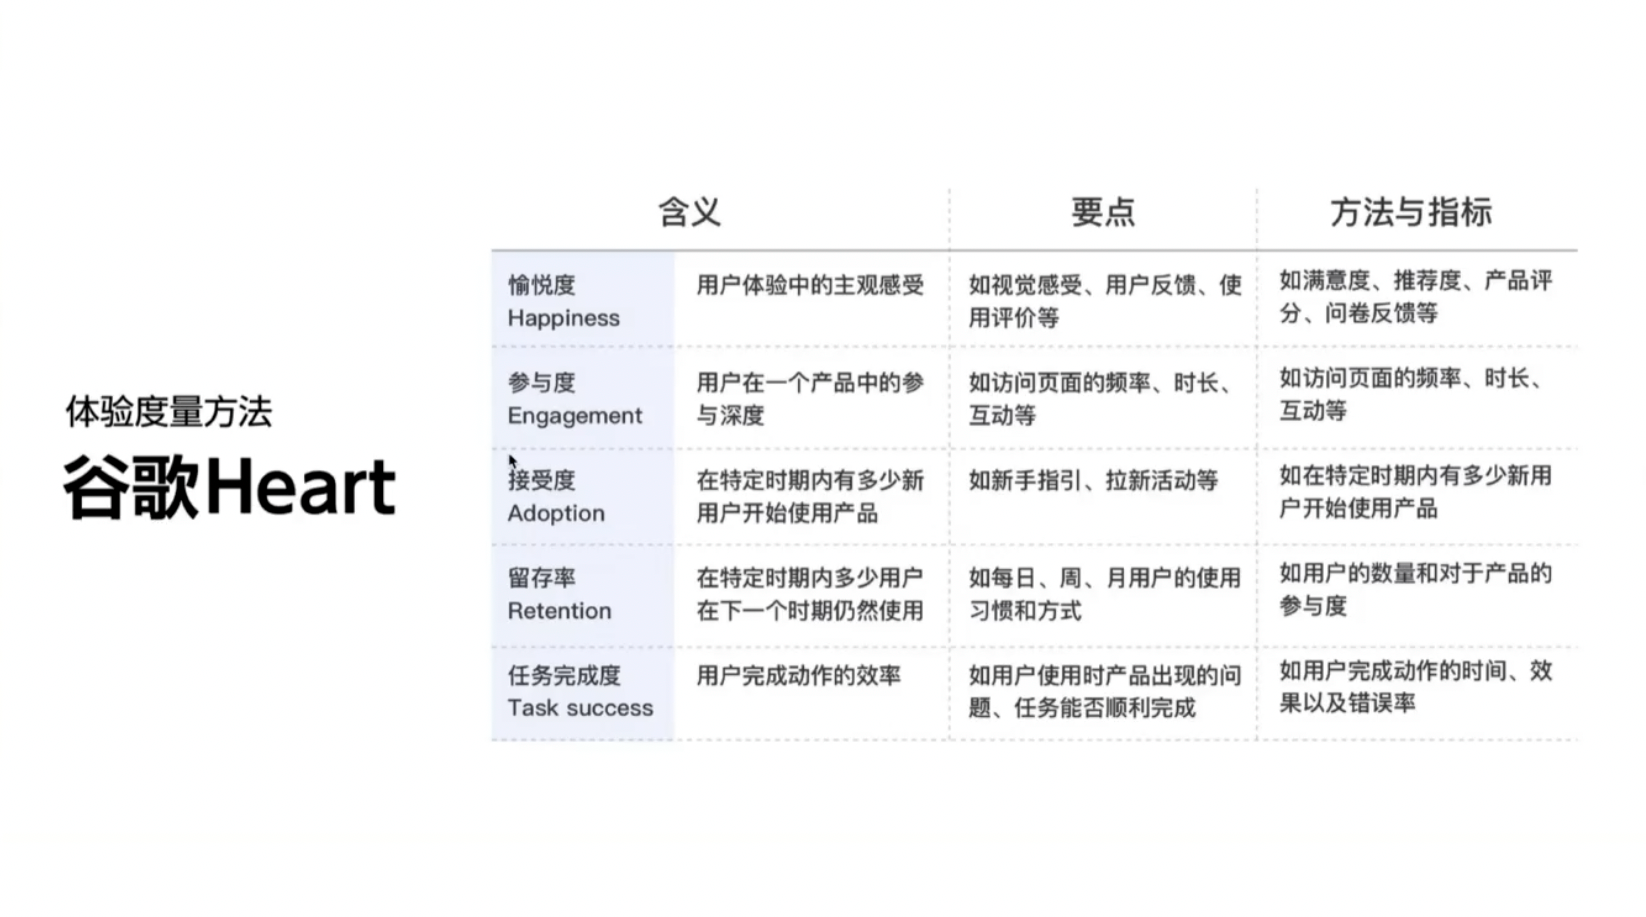 体验度量方法
谷歌Heart
含义
要点
方法与指标
愉悦度
Happiness
用户体验中的主观感受
如视觉感受、用户反馈、使
用评价等
如满意度、推荐度、产品评
分、问卷反馈等
参与度
Engagement
用户在一个产品中的参
与深度
如访问页面的频率、时长、
互动等
如访问页面的频率、时长、
互动等
接受度
Adoption
在特定时期内有多少新
用户开始使用产品
如新手指引、拉新活动等
如在特定时期内有多少新用
户开始使用产品
留存率
Retention
在特定时期内多少用户
在下一个时期仍然使用
如每日、周、月用户的使用
习惯和方式
如用户的数量和对于产品的
参与度
任务完成度
Task success
用户完成动作的效率
如用户使用时产品出现的问
题、任务能否顺利完成
如用户完成动作的时间、效
果以及错误率